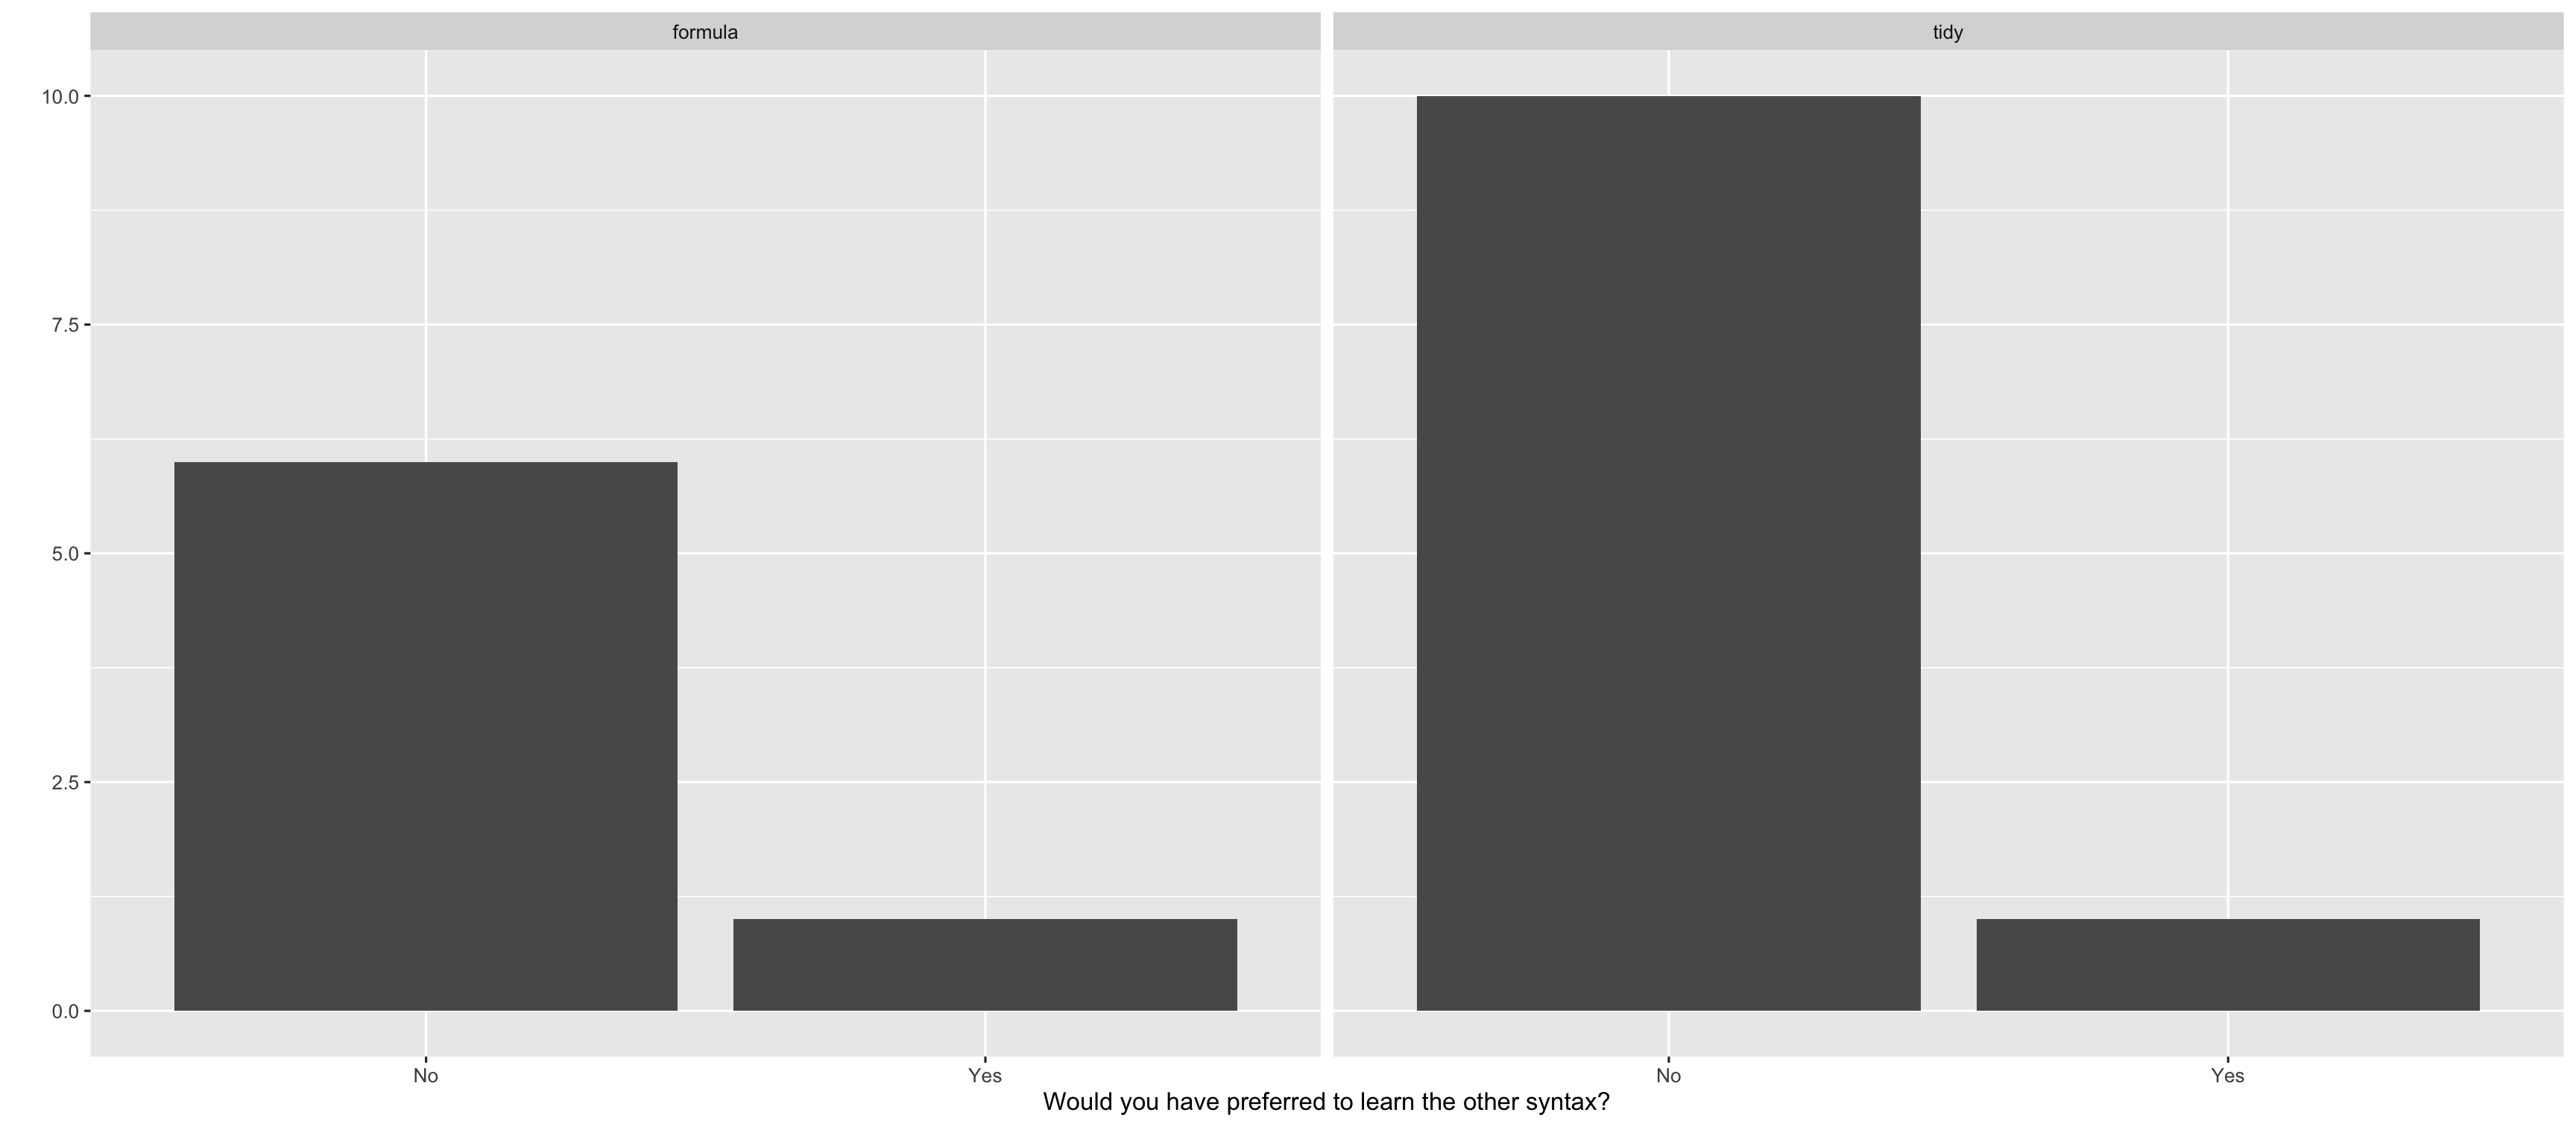 formula
tidy
10.0
7.5
5.0
2.5
0.0
No
Yes
No
Yes
Would you have preferred to learn the other syntax?